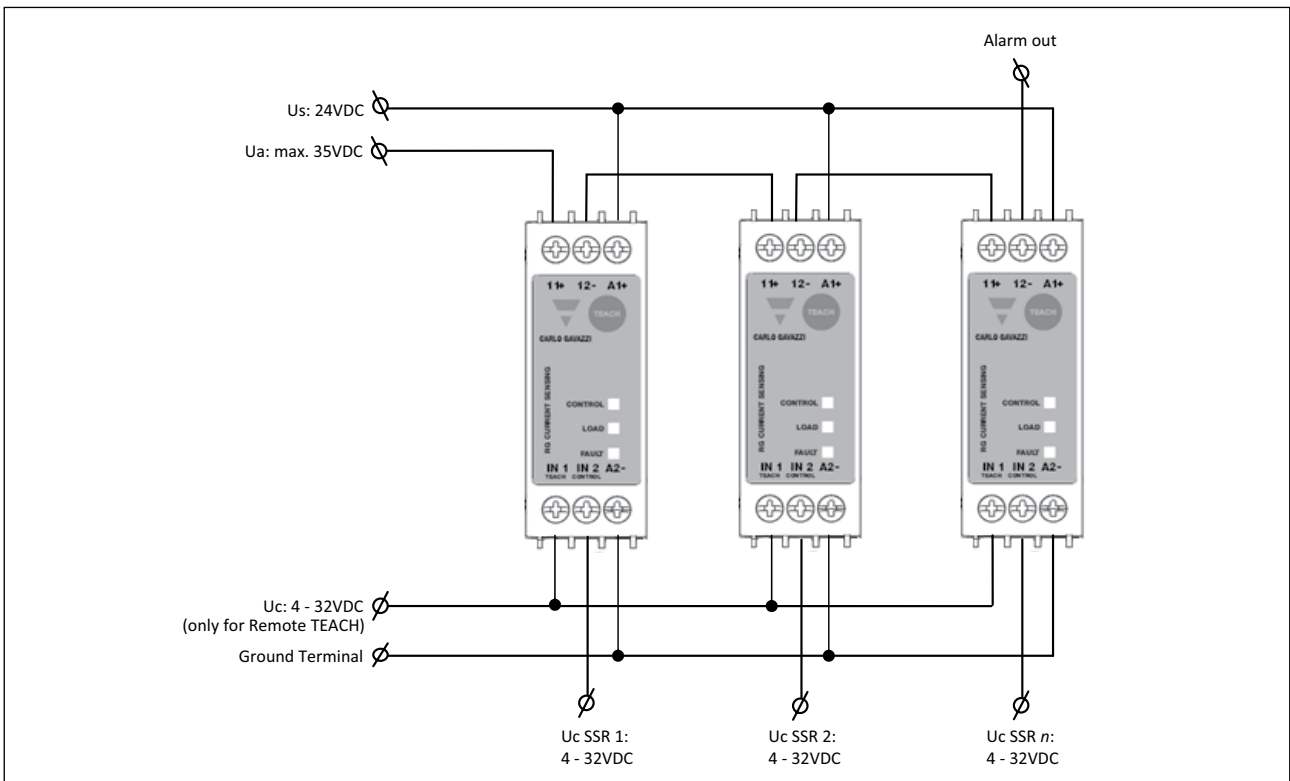 Alarm out
Us: 24VDC
Ua: max. 35VDC
11+ 12- A1+
TEACH
CARLO GAVAZZI
RG CURRENT SENSING
CONTROL
LOAD
FAULT
IN 1 IN 2 A2-
TEACH CONTROL
11+ 12- A1+
TEACH
CARLO GAVAZZI
RG CURRENT SENSING
CONTROL
LOAD
FAULT
IN 1 IN 2 A2-
TEACH CONTROL
11+ 12- A1+
TEACH
CARLO GAVAZZI
RG CURRENT SENSING
CONTROL
LOAD
FAULT
IN 1 IN 2 A2-
TEACH CONTROL
Uc: 4 - 32VDC
(only for Remote TEACH)
Ground Terminal
Uc SSR 1:
4 - 32VDC
Uc SSR 2:
4 - 32VDC
Uc SSR n:
4 - 32VDC